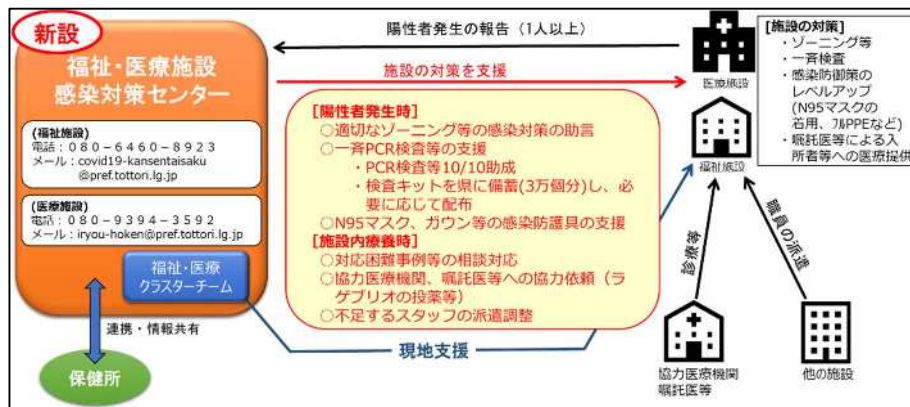 新設
福祉・医療施設
感染対策センター
(福祉施設)
電話：０８０-６４６０-８９２３
メール：covid19-kansentaisaku
@pref.tottori.lg.jp
(医療施設)
電話：０８０-９３９４-３５９２
メール：iryou-hoken@pref.tottori.lg.jp
福祉・医療
クラスターチーム
連携・情報共有
保健所
陽性者発生の報告（1人以上）
施設の対策を支援
[陽性者発生時]
○適切なゾーニング等の感染対策の助言
○一斉PCR検査等の支援
・PCR検査等10/10助成
・検査キットを県に備蓄(3万個分)し、必
要に応じて配布
○N95マスク、ガウン等の感染防護具の支援
[施設内療養時]
○対応困難事例等の相談対応
○協力医療機関、嘱託医等への協力依頼（ラ
ゲブリオの投薬等）
○不足するスタッフの派遣調整
現地支援
医療施設
福祉施設
[施設の対策]
・ゾーニング等
・一斉検査
・感染防御策の
レベルアップ
(N95マスクの
着用、ﾌﾙPPEなど)
・嘱託医等による入
所者等への医療提供
診療等
職員の派遣
協力医療機関
嘱託医等
他の施設